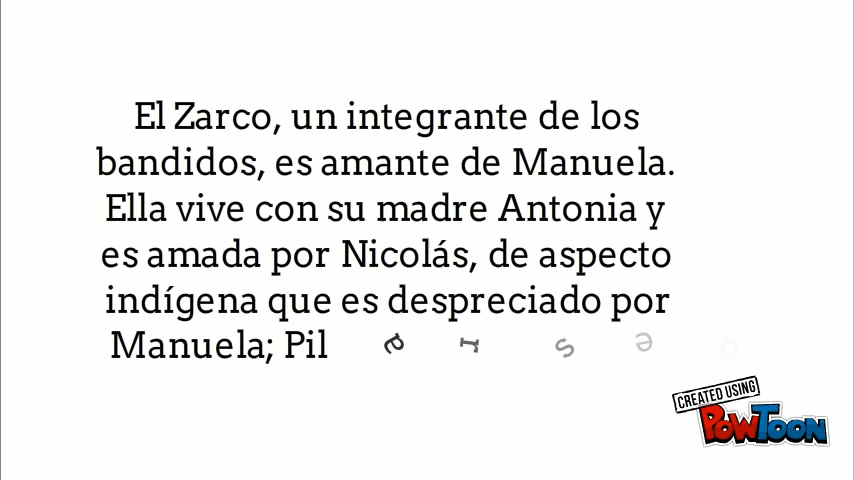 El Zarco, un integrante de los
bandidos, es amante de Manuela.
Ella vive con su madre Antonia y
es amada por Nicolás, de aspecto
indígena que es despreciado por
Manuela; Pil a r s e
CREATED USING
POWTOON